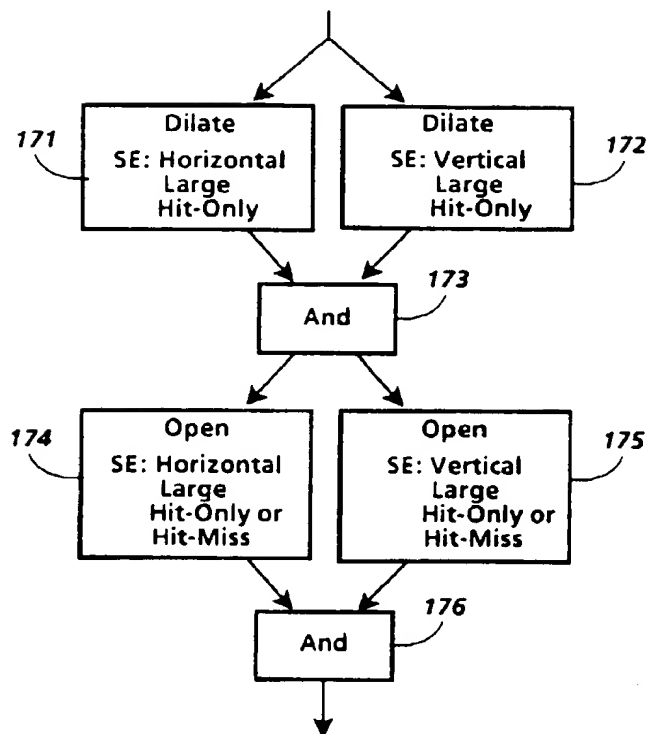 171
Dilate
SE: Horizontal
Large
Hit-Only
Dilate
SE: Vertical
Large
Hit-Only
172
173
And
174
Open
SE: Horizontal
Large
Hit-Only or
Hit-Miss
Open
SE: Vertical
Large
Hit-Only or
Hit-Miss
175
176
And